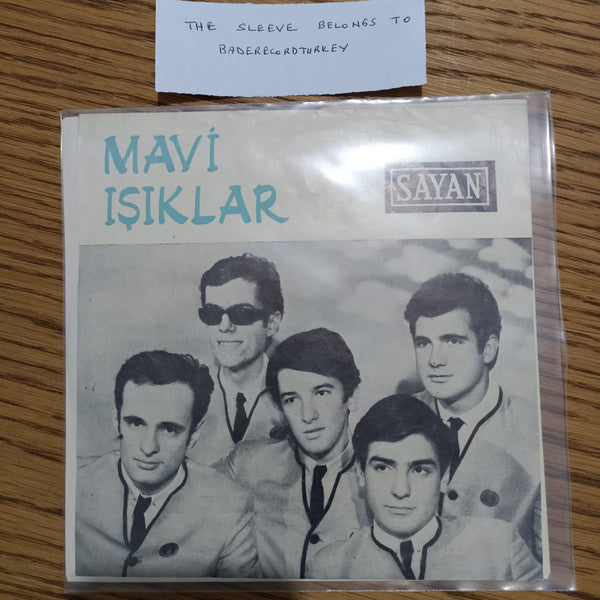 THE SLEEVE BELONGS TO
BADERECORDTURKEY
MAVİ
IŞIKLAR
SAYAN